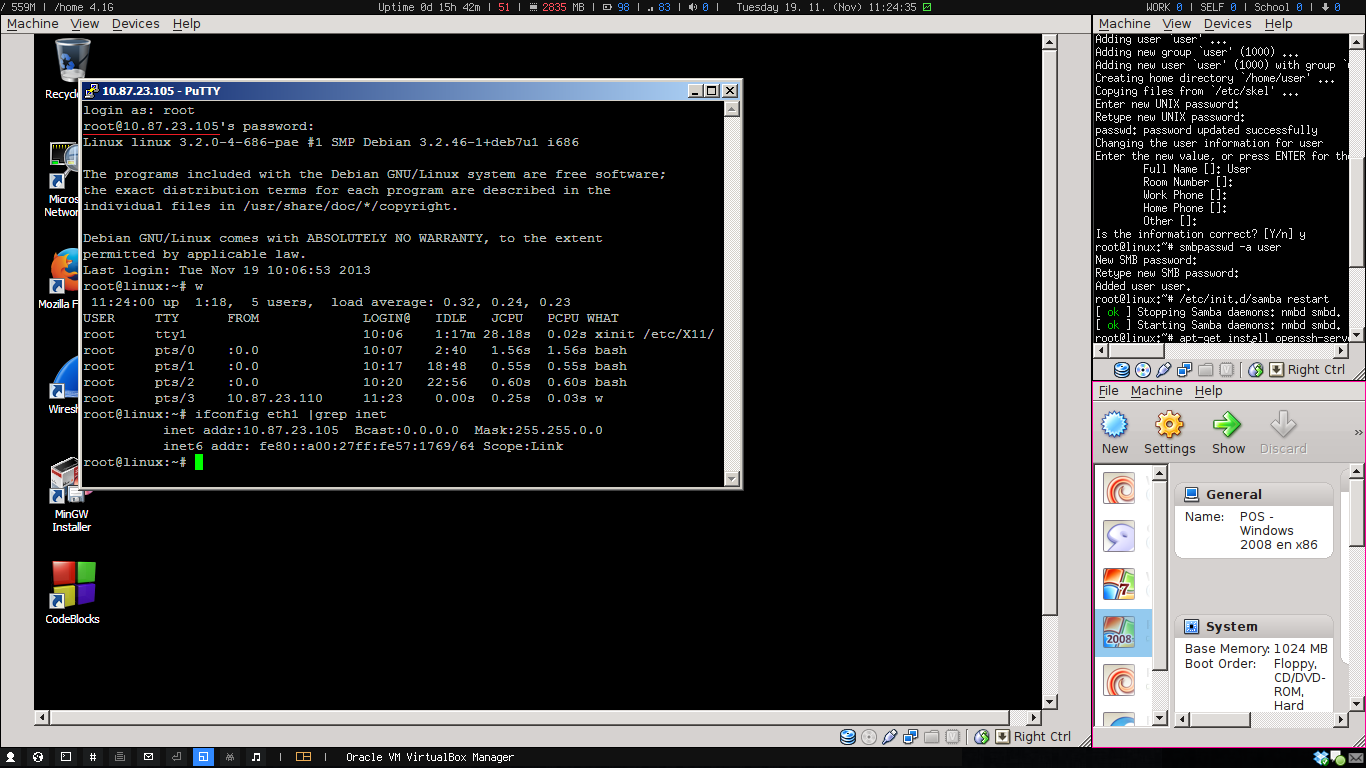 / 559M | /home 4.1G
Uptime 0d 15h 42m | 51 | 2835 MB | 98 | 83 | 0 | Tuesday 19. 11. (Nov) 11:24:35
WORK 0 | SELF 0 | School 0 | 0
Machine View Devices Help
Recyc
Micros
Netwon
Mozilla F
Wiresh
MinGW
Installer
CodeBlocks
10.87.23.105 - PuTTY
login as: root
root@10.87.23.105's password:
Linux linux 3.2.0-4-686-pae #1 SMP Debian 3.2.46-1+deb7u1 i686
The programs included with the Debian GNU/Linux system are free software;
the exact distribution terms for each program are described in the
individual files in /usr/share/doc/*/copyright.
Debian GNU/Linux comes with ABSOLUTELY NO WARRANTY, to the extent
permitted by applicable law.
Last login: Tue Nov 19 10:06:53 2013
root@linux:~# w
11:24:00 up 1:18, 5 users, load average: 0.32, 0.24, 0.23
USER TTY FROM LOGIN@ IDLE JCPU PCPU WHAT
root tty1 10:06 1:17m 28.18s 0.02s xinit /etc/X11/
root pts/0 :0.0 10:07 2:40 1.56s 1.56s bash
root pts/1 :0.0 10:17 18:48 0.55s 0.55s bash
root pts/2 :0.0 10:20 22:56 0.60s 0.60s bash
root pts/3 10.87.23.110 11:23 0.00s 0.25s 0.03s w
root@linux:~# ifconfig eth1 |grep inet
inet addr:10.87.23.105 Bcast:0.0.0.0 Mask:255.255.0.0
inet6 addr: fe80::a00:27ff:fe57:1769/64 Scope:Link
root@linux:~#
Right Ctrl
Machine View Devices Help
Adding user `user' ...
Adding new group `user' (1000) ...
Adding new user `user' (1000) with group `
Creating home directory `/home/user' ...
Copying files from `/etc/skel' ...
Enter new UNIX password:
Retype new UNIX password:
passwd: password updated successfully
Changing the user information for user
Enter the new value, or press ENTER for the
Full Name []: User
Room Number []:
Work Phone []:
Home Phone []:
Other []:
Is the information correct? [Y/n] y
root@linux:~# smbpasswd -a user
New SMB password:
Retype new SMB password:
Added user user.
root@linux:~# /etc/init.d/samba restart
[ ok ] Stopping Samba daemons: nmbd smbd.
[ ok ] Starting Samba daemons: nmbd smbd.
root@linux:~# apt-get install openssh-serv
Right Ctrl
File Machine Help
New Settings Show Discard
7
2008
General
Name: POS -
Windows
2008 en x86
System
Base Memory: 1024 MB
Boot Order: Floppy,
CD/DVD-
ROM,
Hard
Oracle VM VirtualBox Manager